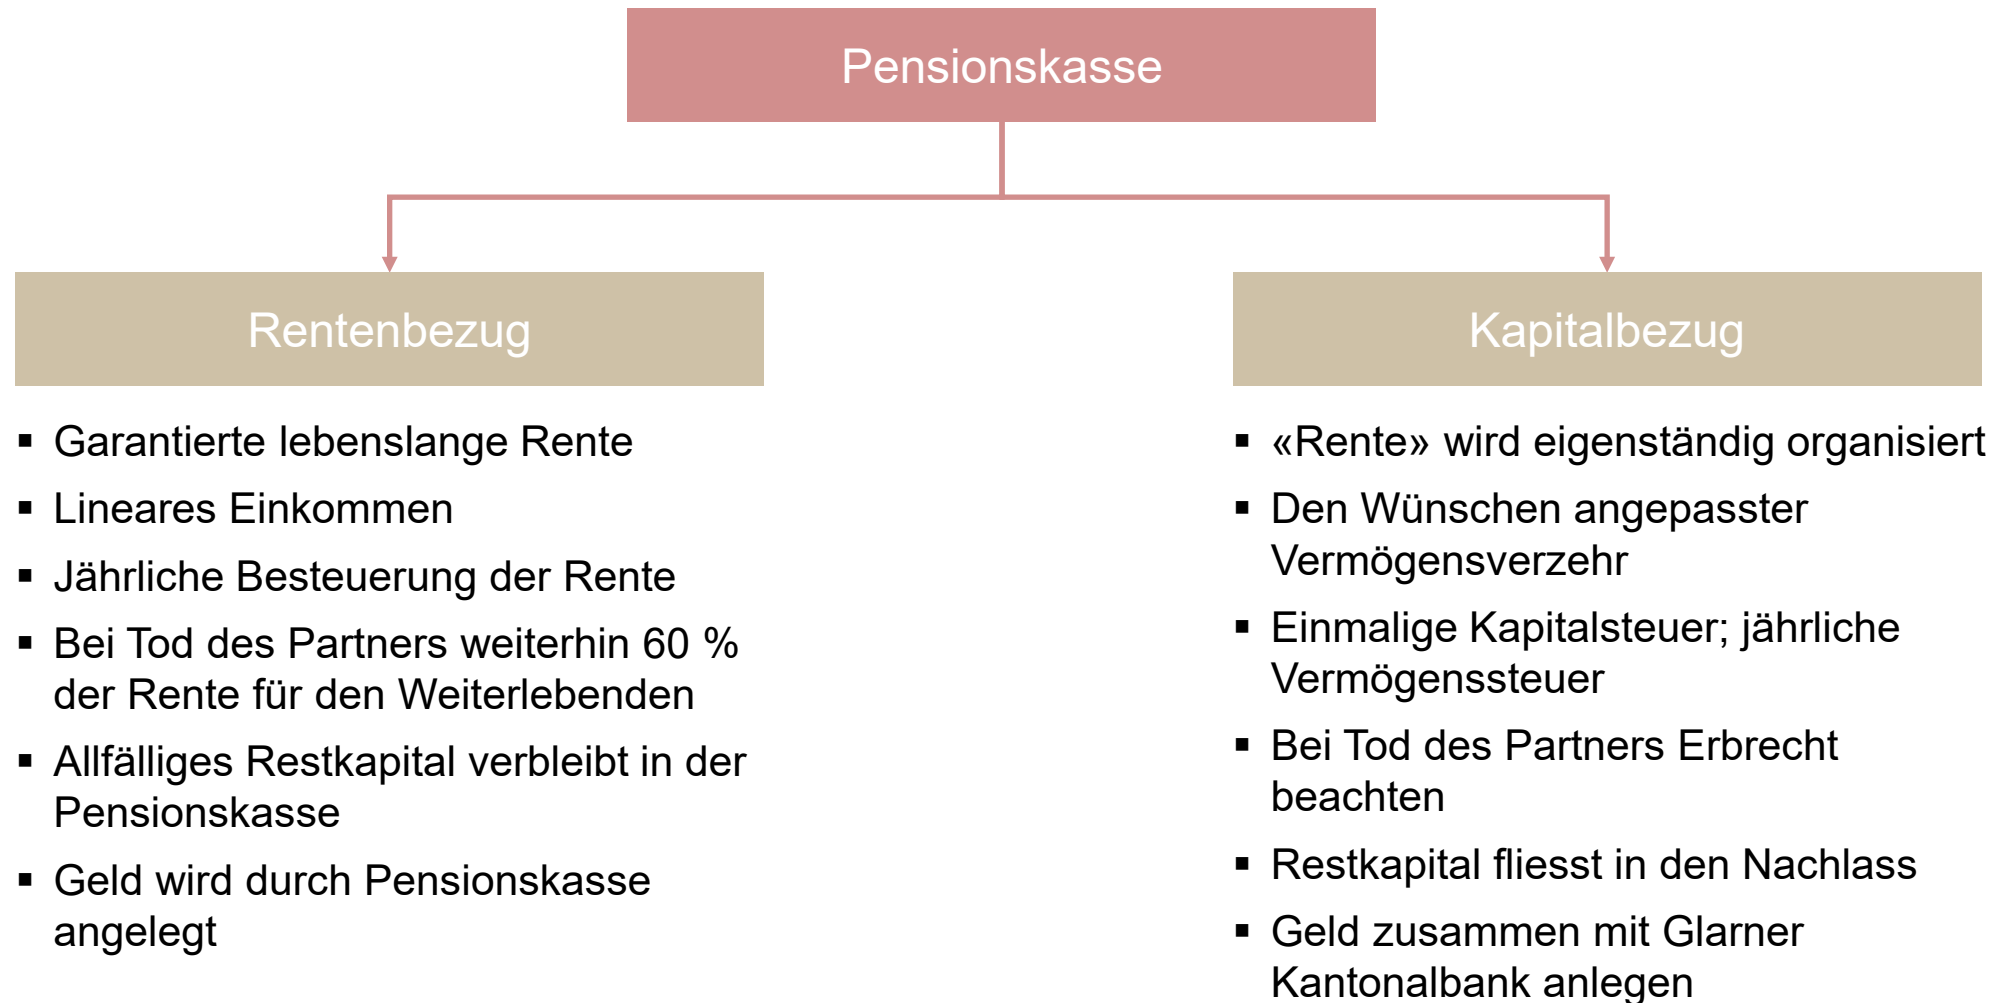 Pensionskasse
Rentenbezug
▪ Garantierte lebenslange Rente
▪ Lineares Einkommen
▪ Jährliche Besteuerung der Rente
▪ Bei Tod des Partners weiterhin 60 %
der Rente für den Weiterlebenden
▪ Allfälliges Restkapital verbleibt in der
Pensionskasse
▪ Geld wird durch Pensionskasse
angelegt
Kapitalbezug
▪ «Rente» wird eigenständig organisiert
▪ Den Wünschen angepasster
Vermögensverzehr
▪ Einmalige Kapitalsteuer; jährliche
Vermögenssteuer
▪ Bei Tod des Partners Erbrecht
beachten
▪ Restkapital fliesst in den Nachlass
▪ Geld zusammen mit Glarner
Kantonalbank anlegen